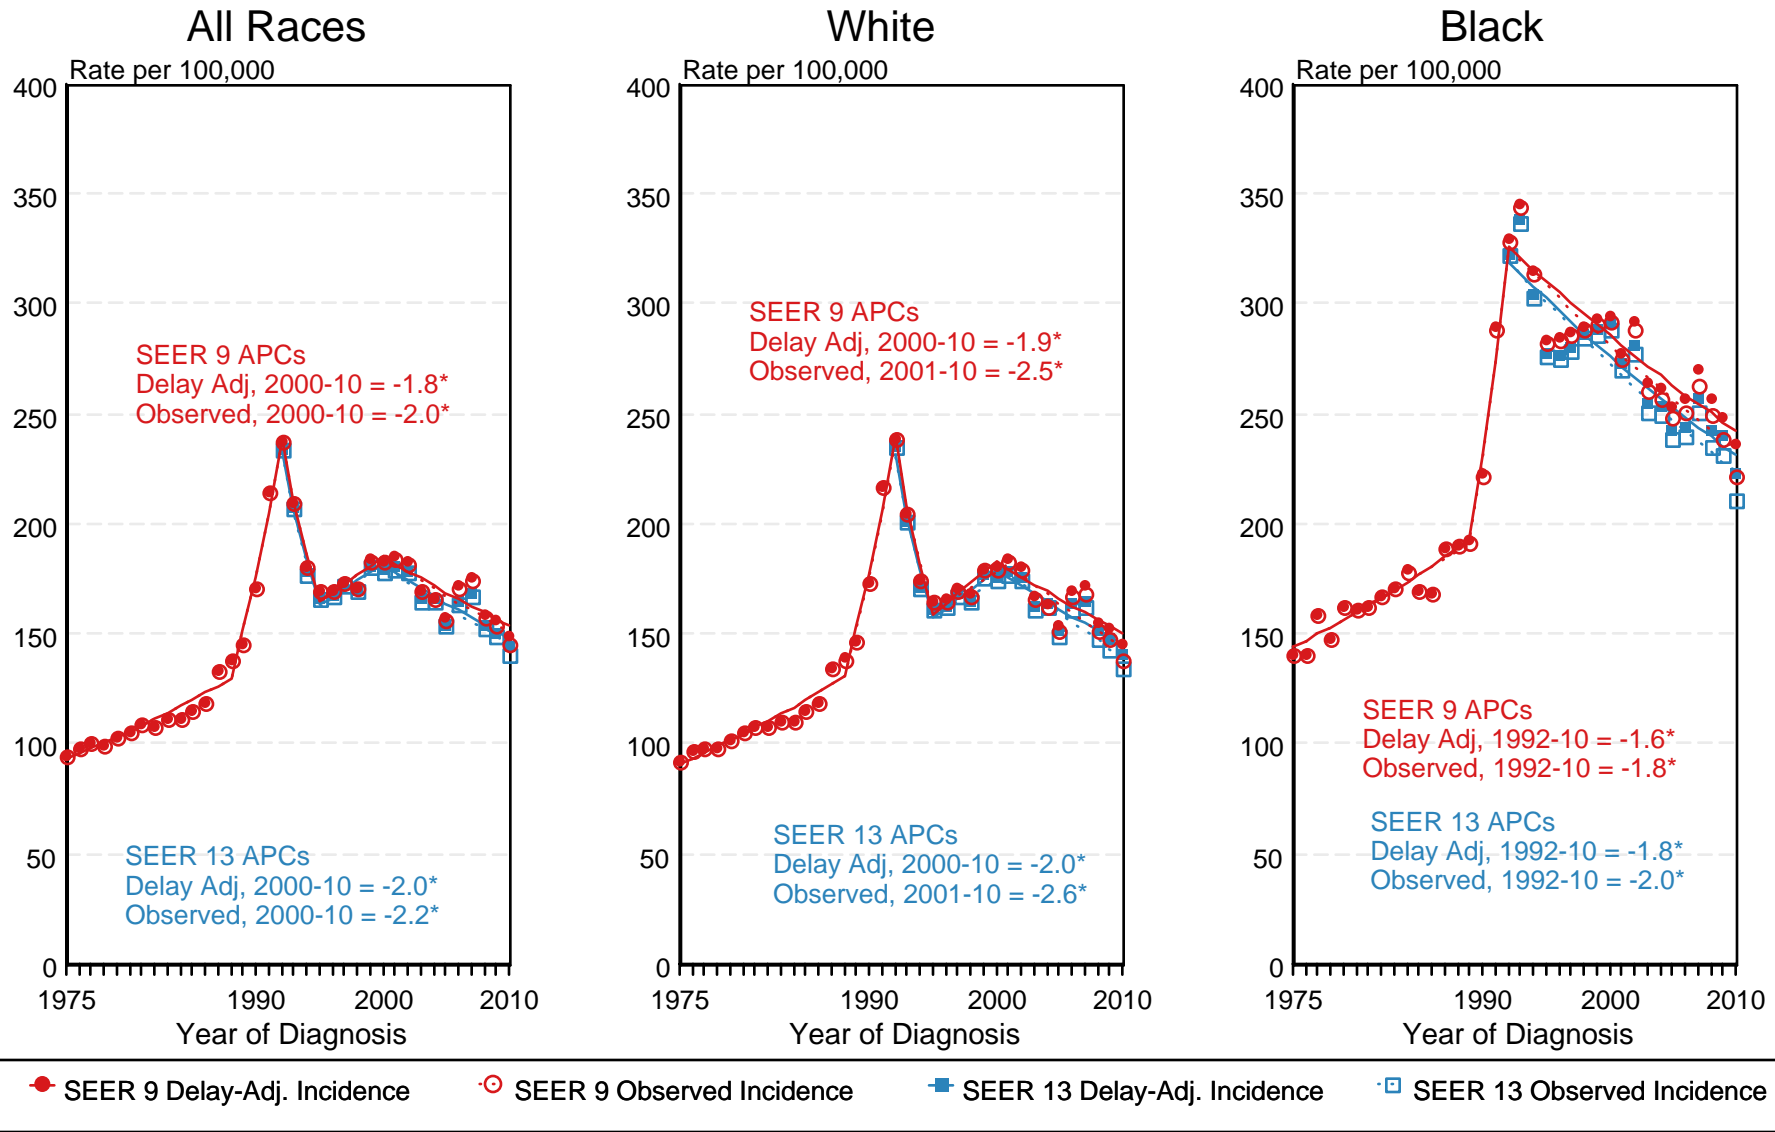 All Races
Rate per 100,000
400
350
300
250
200
150
100
50
0
SEER 9 APCs
Delay Adj, 2000-10 = -1.8*
Observed, 2000-10 = -2.0*
SEER 13 APCs
Delay Adj, 2000-10 = -2.0*
Observed, 2000-10 = -2.2*
1975 1990 2000 2010
Year of Diagnosis
White
Rate per 100,000
400
350
300
250
200
150
100
50
0
SEER 9 APCs
Delay Adj, 2000-10 = -1.9*
Observed, 2001-10 = -2.5*
SEER 13 APCs
Delay Adj, 2000-10 = -2.0*
Observed, 2001-10 = -2.6*
1975 1990 2000 2010
Year of Diagnosis
Black
Rate per 100,000
400
350
300
250
200
150
100
50
0
SEER 9 APCs
Delay Adj, 1992-10 = -1.6*
Observed, 1992-10 = -1.8*
SEER 13 APCs
Delay Adj, 1992-10 = -1.8*
Observed, 1992-10 = -2.0*
1975 1990 2000 2010
Year of Diagnosis
SEER 9 Delay-Adj. Incidence SEER 9 Observed Incidence SEER 13 Delay-Adj. Incidence SEER 13 Observed Incidence